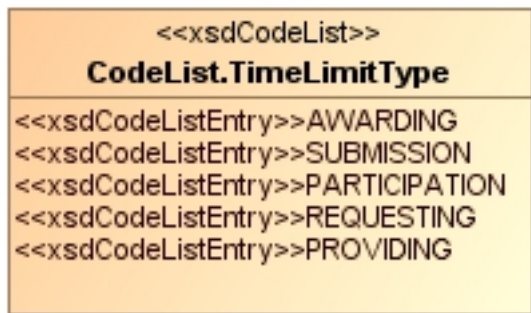 <<xsdCodeList>>
CodeList.TimeLimitType
<<xsdCodeListEntry>>AWARDING
<<xsdCodeListEntry>>SUBMISSION
<<xsdCodeListEntry>>PARTICIPATION
<<xsdCodeListEntry>>REQUESTING
<<xsdCodeListEntry>>PROVIDING